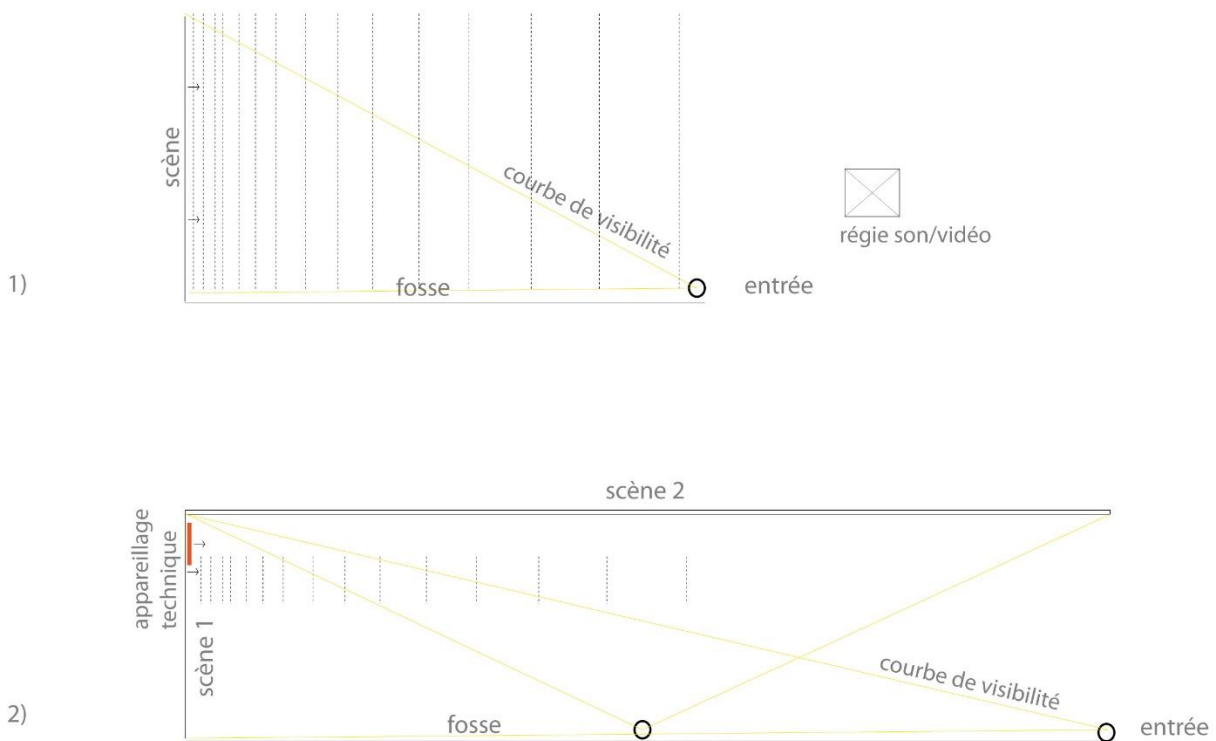 scène
courbe de visibilité
régie son/vidéo
1)
fosse
entrée
scène 2
appareillage
technique
scène 1
courbe de visibilité
2)
fosse
entrée